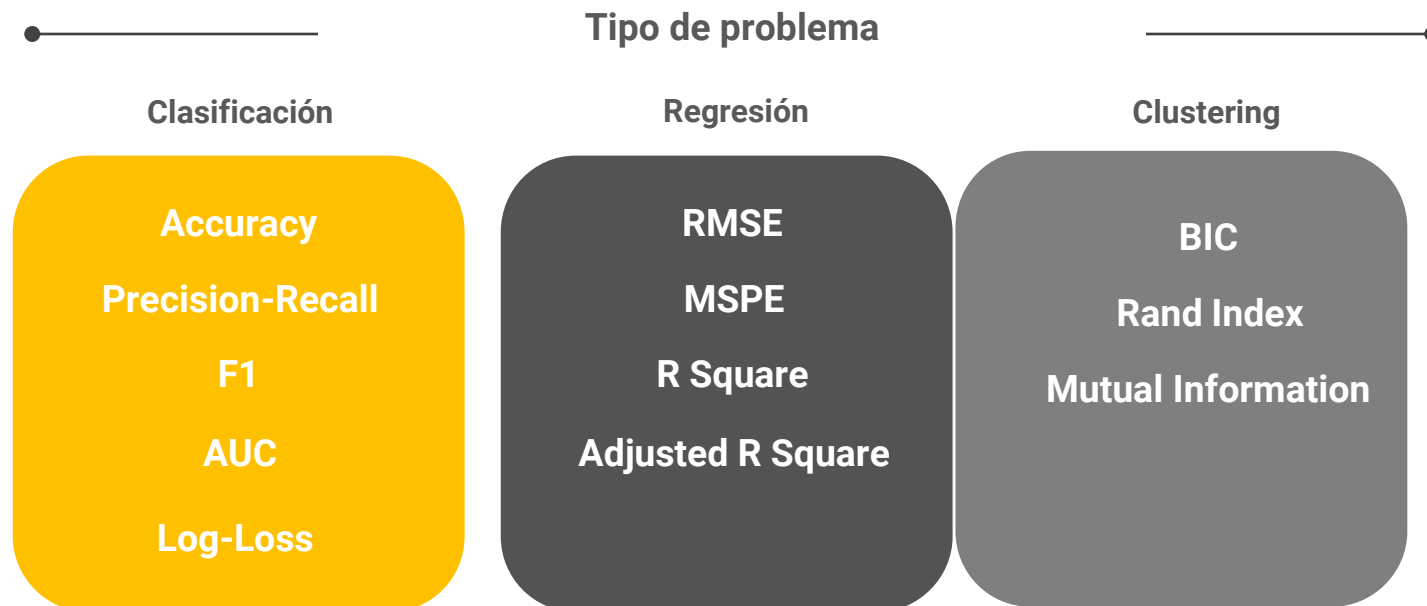 Tipo de problema
Clasificación
Accuracy
Precision-Recall
F1
AUC
Log-Loss
Regresión
RMSE
MSPE
R Square
Adjusted R Square
Clustering
BIC
Rand Index
Mutual Information